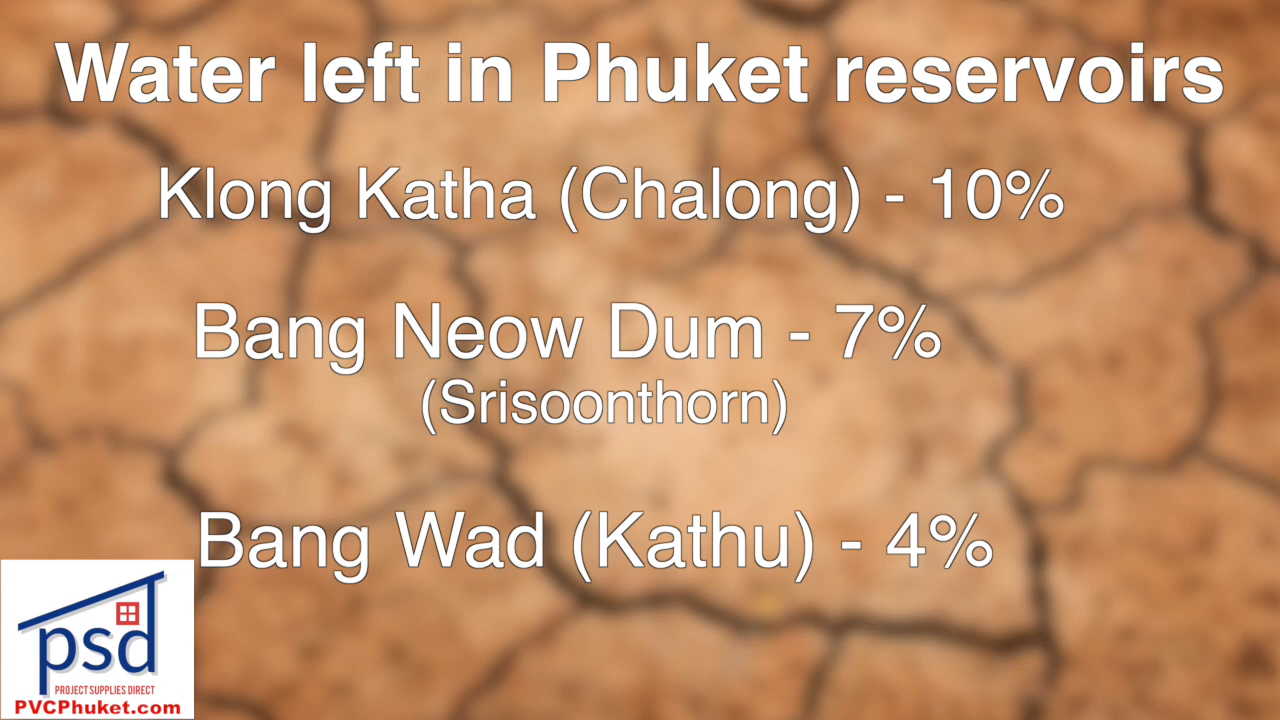 Water left in Phuket reservoirs
Klong Katha (Chalong) - 10%
Bang Neow Dum - 7%
(Srisoonthorn)
Bang Wad (Kathu) - 4%
psd
PROJECT SUPPLIES DIRECT
PVCPhuket.com